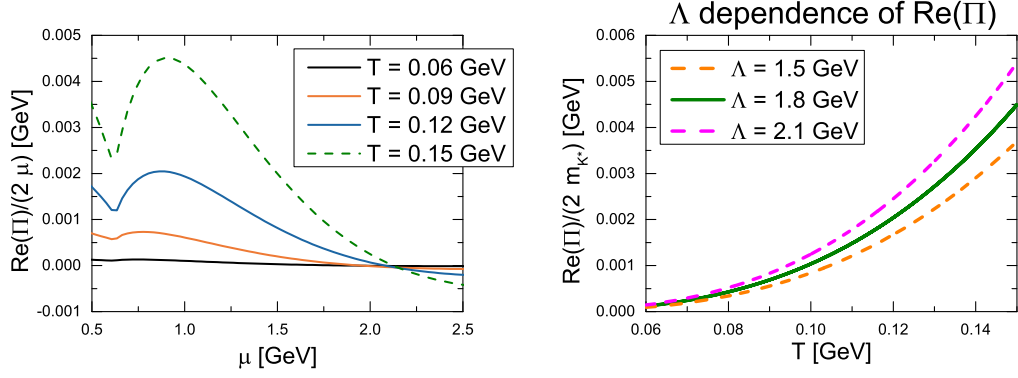 Re(Π)/(2 μ) [GeV]
0.005
0.004
0.003
0.002
0.001
0.000
-0.001
0.5
1.0
1.5
2.0
2.5
μ [GeV]
T = 0.06 GeV
T = 0.09 GeV
T = 0.12 GeV
T = 0.15 GeV
Λ dependence of Re(Π)
Re(Π)/(2 m_K*) [GeV]
0.006
0.005
0.004
0.003
0.002
0.001
0.000
0.06
0.08
0.10
0.12
0.14
T [GeV]
Λ = 1.5 GeV
Λ = 1.8 GeV
Λ = 2.1 GeV